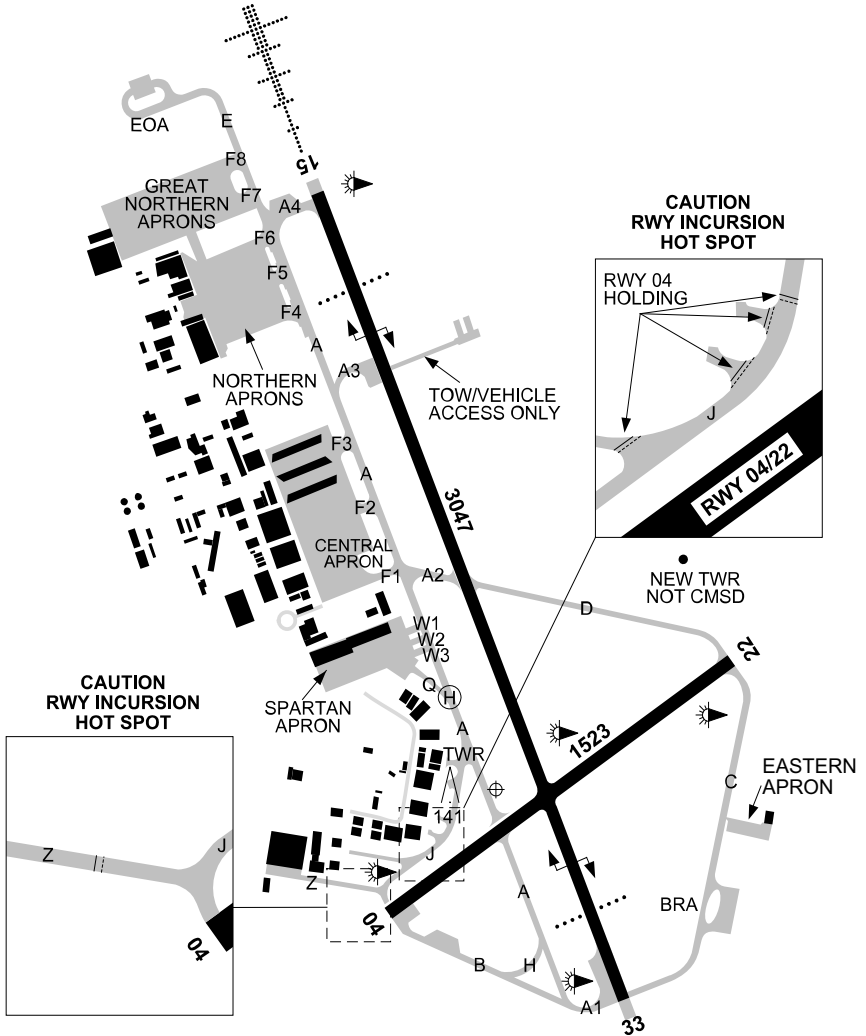 EOA
E
F8
15
GREAT
NORTHERN
APRONS
F7
A4
F6
F5
F4
A
A3
NORTHERN
APRONS
TOW/VEHICLE
ACCESS ONLY
CAUTION
RWY INCURSION
HOT SPOT
RWY 04
HOLDING
J
RWY 04/22
F3
A
F2
3047
CENTRAL
APRON
F1
A2
NEW TWR
NOT CMSD
D
W1
W2
W3
22
Q
H
SPARTAN
APRON
A
1523
TWR
141
C
EASTERN
APRON
CAUTION
RWY INCURSION
HOT SPOT
Z
J
04
J
Z
04
A
BRA
B
H
A1
33